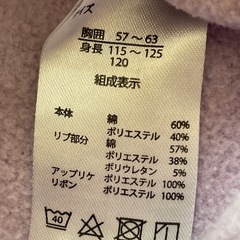 イズ
胸囲 57～63
身長 115～125
120
組成表示
本体 綿 60%
ポリエステル 40%
リブ部分 綿 57%
ポリエステル 38%
ポリウレタン 5%
アップリケ ポリエステル 100%
リボン ポリエステル 100%
40